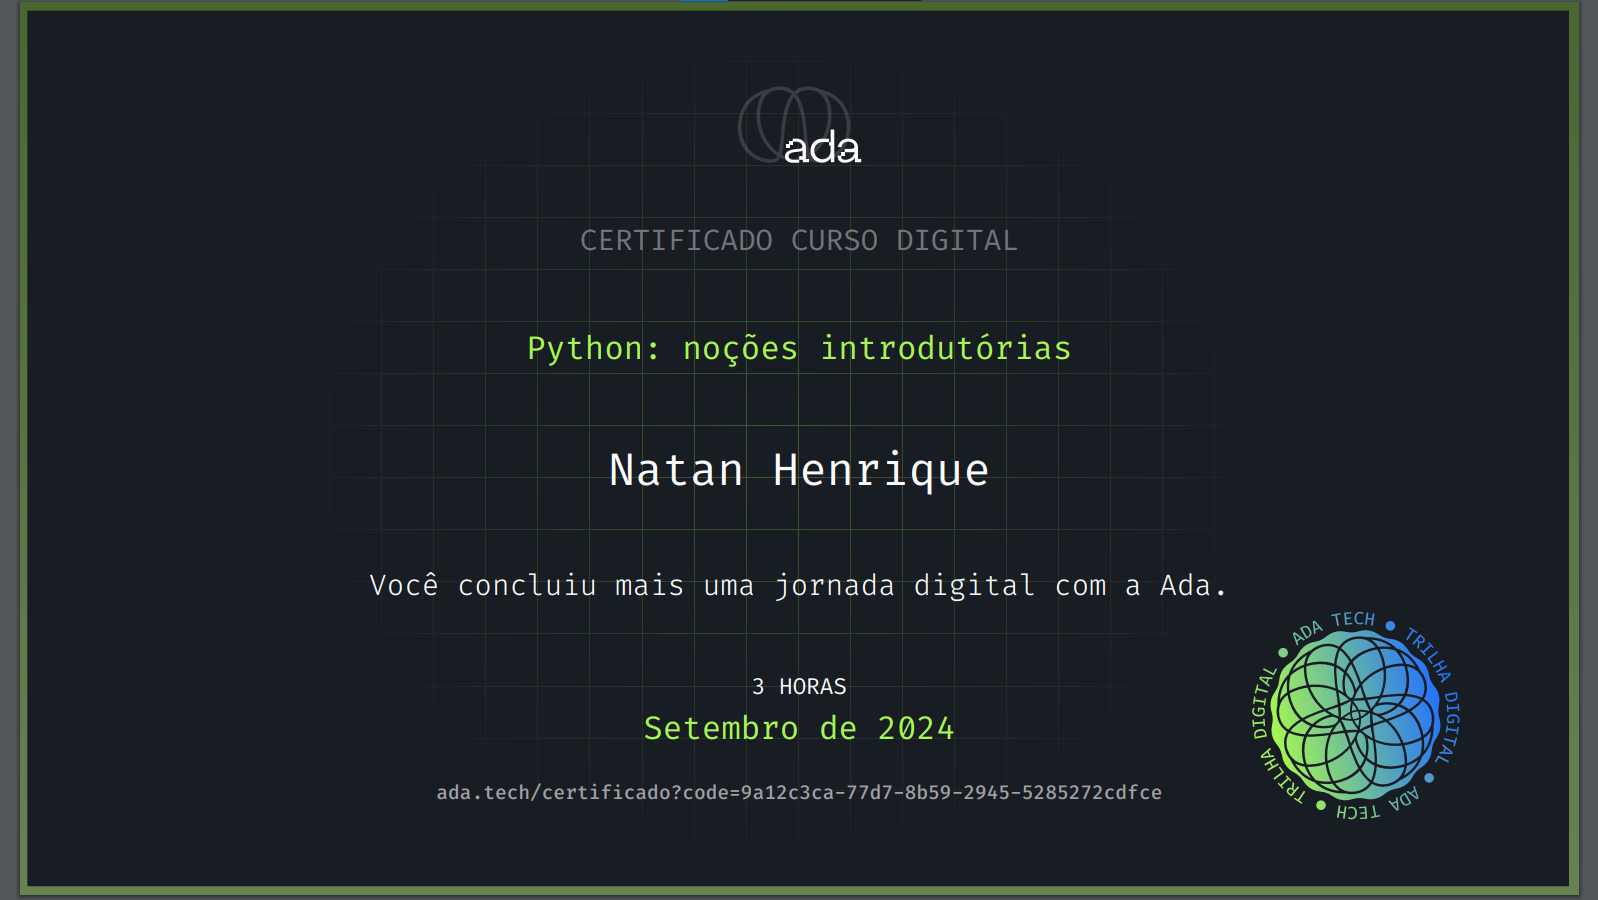 ada
CERTIFICADO CURSO DIGITAL
Python: noções introdutórias
Natan Henrique
Você concluiu mais uma jornada digital com a Ada.
3 HORAS
Setembro de 2024
ada.tech/certificado?code=9a12c3ca-77d7-8b59-2945-5285272cdfce
ADA TECH • TRILHA DIGITAL • ADA TECH • TRILHA DIGITAL •